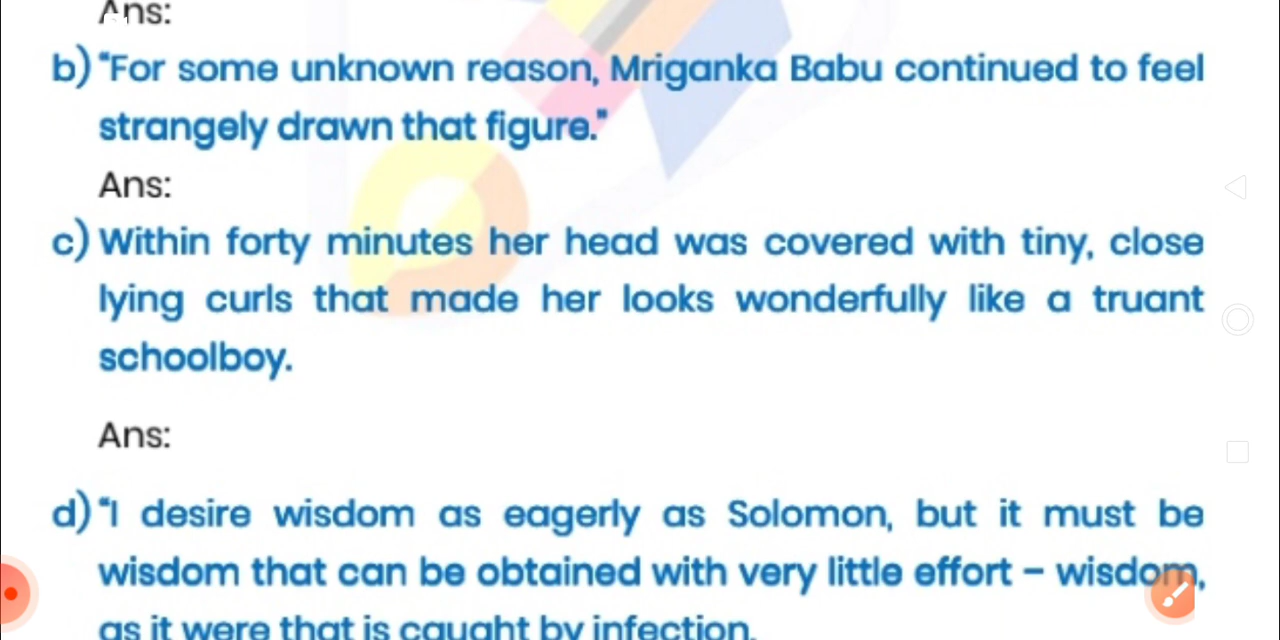 Ans:
b) "For some unknown reason, Mriganka Babu continued to feel
strangely drawn that figure."
Ans:
c) Within forty minutes her head was covered with tiny, close
lying curls that made her looks wonderfully like a truant
schoolboy.
Ans:
d) "I desire wisdom as eagerly as Solomon, but it must be
wisdom that can be obtained with very little effort – wisdom,
as it were that is caught by infection.